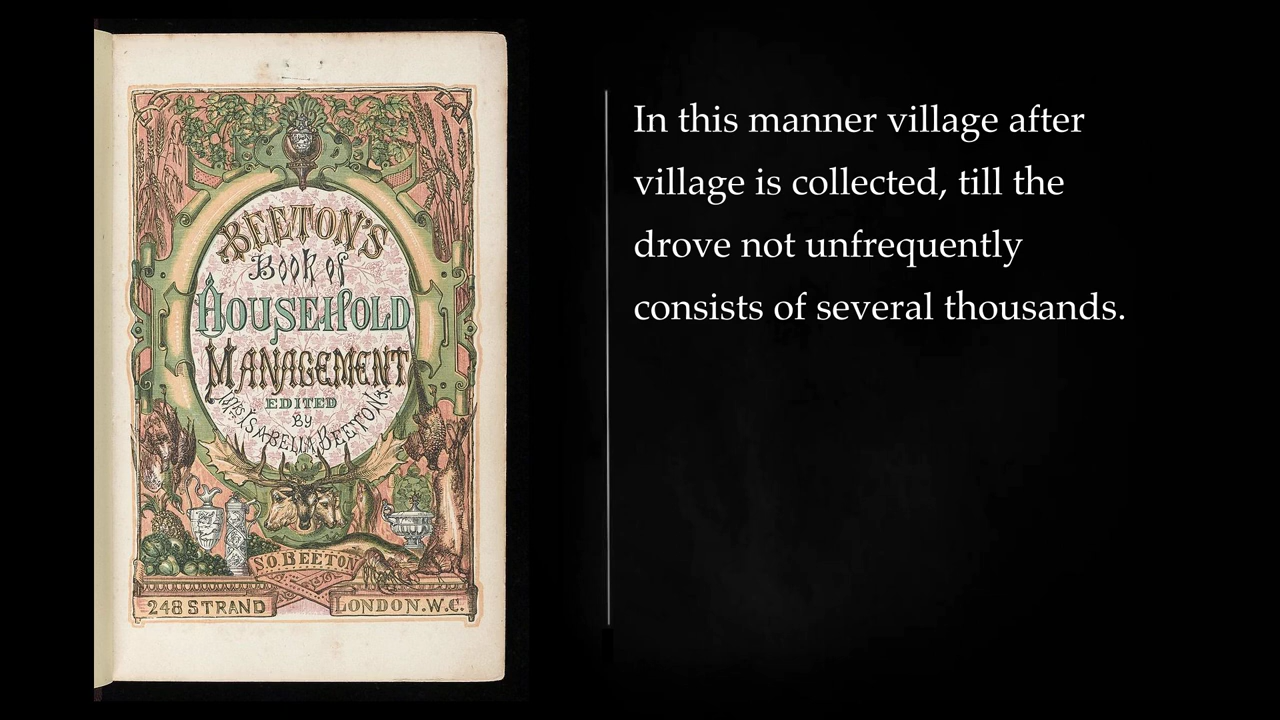 BEETON'S
Book of
HOUSEHOLD
MANAGEMENT
EDITED
BY
MRS ISABELLA BEETON
S.O. BEETON
248 STRAND
LONDON. W.C.
In this manner village after
village is collected, till the
drove not unfrequently
consists of several thousands.